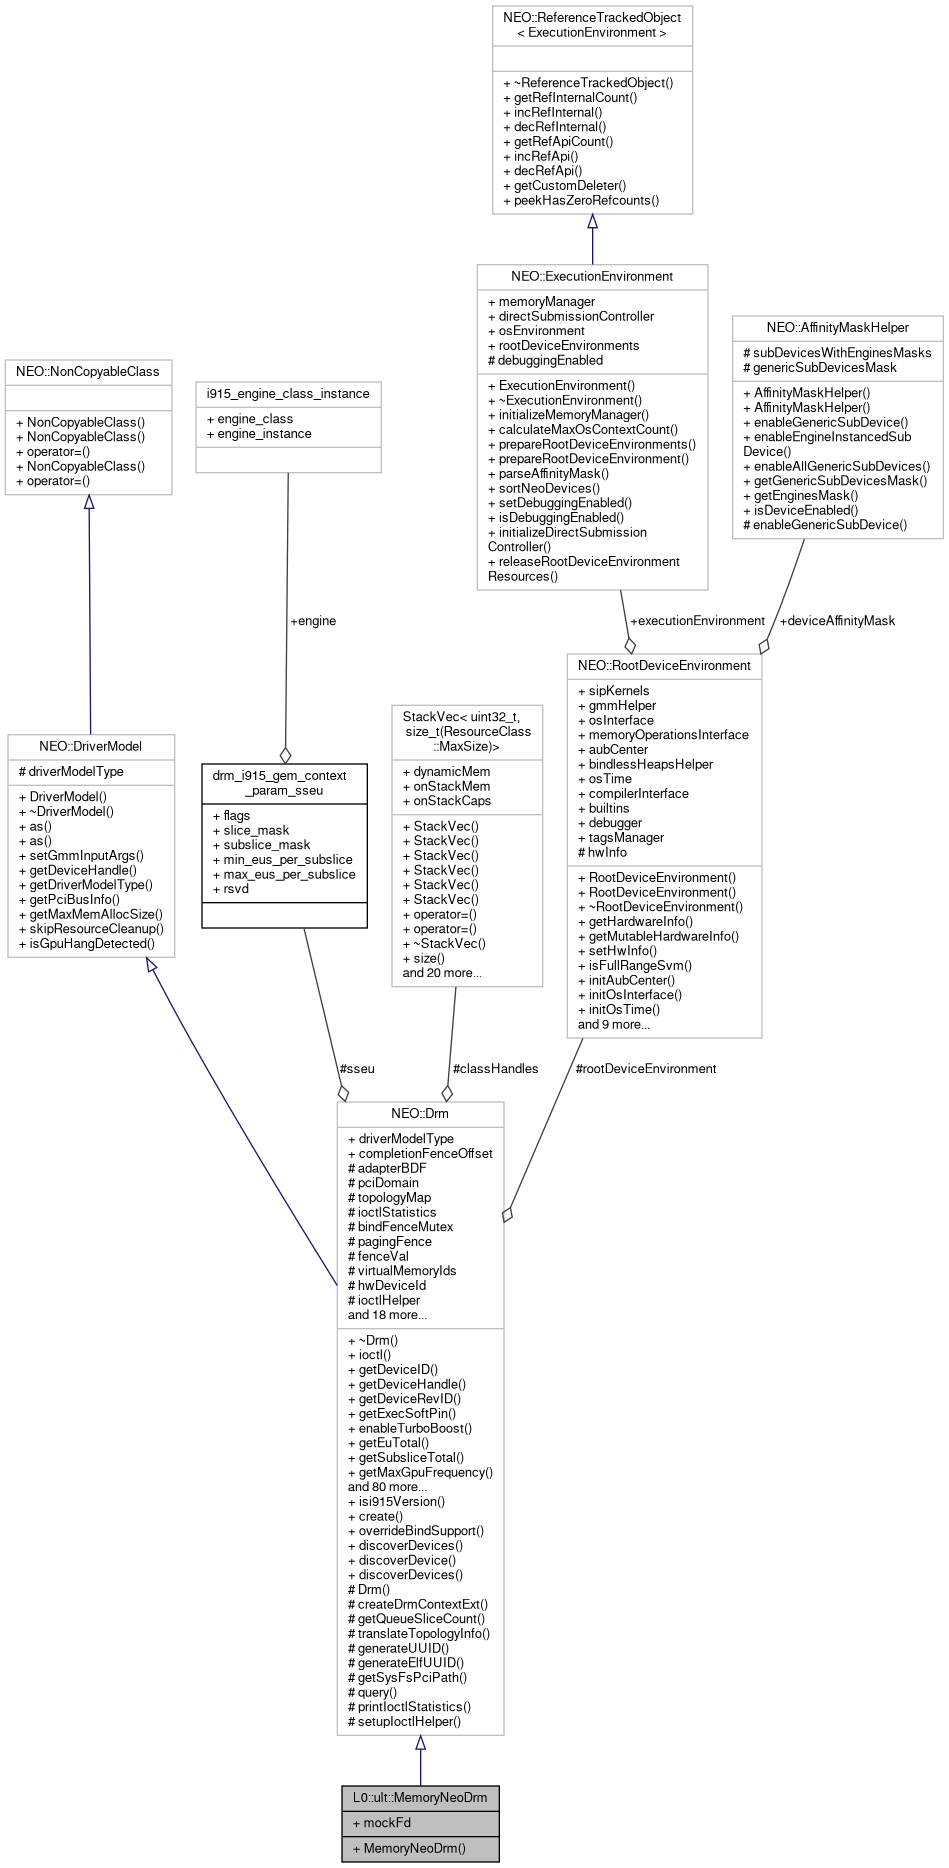 NEO::ReferenceTrackedObject
< ExecutionEnvironment >
+ ~ReferenceTrackedObject()
+ getRefInternalCount()
+ incRefInternal()
+ decRefInternal()
+ getRefApiCount()
+ incRefApi()
+ decRefApi()
+ getCustomDeleter()
+ peekHasZeroRefcounts()
NEO::ExecutionEnvironment
+ memoryManager
+ directSubmissionController
+ osEnvironment
+ rootDeviceEnvironments
# debuggingEnabled
+ ExecutionEnvironment()
+ ~ExecutionEnvironment()
+ initializeMemoryManager()
+ calculateMaxOsContextCount()
+ prepareRootDeviceEnvironments()
+ prepareRootDeviceEnvironment()
+ parseAffinityMask()
+ sortNeoDevices()
+ setDebuggingEnabled()
+ isDebuggingEnabled()
+ initializeDirectSubmission
Controller()
+ releaseRootDeviceEnvironment
Resources()
NEO::AffinityMaskHelper
# subDevicesWithEnginesMasks
# genericSubDevicesMask
+ AffinityMaskHelper()
+ AffinityMaskHelper()
+ enableGenericSubDevice()
+ enableEngineInstancedSub
Device()
+ enableAllGenericSubDevices()
+ getGenericSubDevicesMask()
+ getEnginesMask()
+ isDeviceEnabled()
# enableGenericSubDevice()
NEO::NonCopyableClass
+ NonCopyableClass()
+ NonCopyableClass()
+ operator=()
+ NonCopyableClass()
+ operator=()
i915_engine_class_instance
+ engine_class
+ engine_instance
+engine
+executionEnvironment
+deviceAffinityMask
NEO::DriverModel
# driverModelType
+ DriverModel()
+ ~DriverModel()
+ as()
+ as()
+ setGmmInputArgs()
+ getDeviceHandle()
+ getDriverModelType()
+ getPciBusInfo()
+ getMaxMemAllocSize()
+ skipResourceCleanup()
+ isGpuHangDetected()
drm_i915_gem_context
_param_sseu
+ flags
+ slice_mask
+ subslice_mask
+ min_eus_per_subslice
+ max_eus_per_subslice
+ rsvd
StackVec< uint32_t,
size_t(ResourceClass
::MaxSize)>
+ dynamicMem
+ onStackMem
+ onStackCaps
+ StackVec()
+ StackVec()
+ StackVec()
+ StackVec()
+ StackVec()
+ StackVec()
+ operator=()
+ operator=()
+ ~StackVec()
+ size()
and 20 more...
NEO::RootDeviceEnvironment
+ sipKernels
+ gmmHelper
+ osInterface
+ memoryOperationsInterface
+ aubCenter
+ bindlessHeapsHelper
+ osTime
+ compilerInterface
+ builtins
+ debugger
+ tagsManager
# hwInfo
+ RootDeviceEnvironment()
+ RootDeviceEnvironment()
+ ~RootDeviceEnvironment()
+ getHardwareInfo()
+ getMutableHardwareInfo()
+ setHwInfo()
+ isFullRangeSvm()
+ initAubCenter()
+ initOsInterface()
+ initOsTime()
and 9 more...
#sseu
#classHandles
#rootDeviceEnvironment
NEO::Drm
+ driverModelType
+ completionFenceOffset
# adapterBDF
# pciDomain
# topologyMap
# ioctlStatistics
# bindFenceMutex
# pagingFence
# fenceVal
# virtualMemoryIds
# hwDeviceId
# ioctlHelper
and 18 more...
+ ~Drm()
+ ioctl()
+ getDeviceID()
+ getDeviceHandle()
+ getDeviceRevID()
+ getExecSoftPin()
+ enableTurboBoost()
+ getEuTotal()
+ getSubsliceTotal()
+ getMaxGpuFrequency()
and 80 more...
+ isi915Version()
+ create()
+ overrideBindSupport()
+ discoverDevices()
+ discoverDevice()
+ discoverDevices()
# Drm()
# createDrmContextExt()
# getQueueSliceCount()
# translateTopologyInfo()
# generateUUID()
# generateElfUUID()
# getSysFsPciPath()
# query()
# printIoctlStatistics()
# setupIoctlHelper()
L0::ult::MemoryNeoDrm
+ mockFd
+ MemoryNeoDrm()